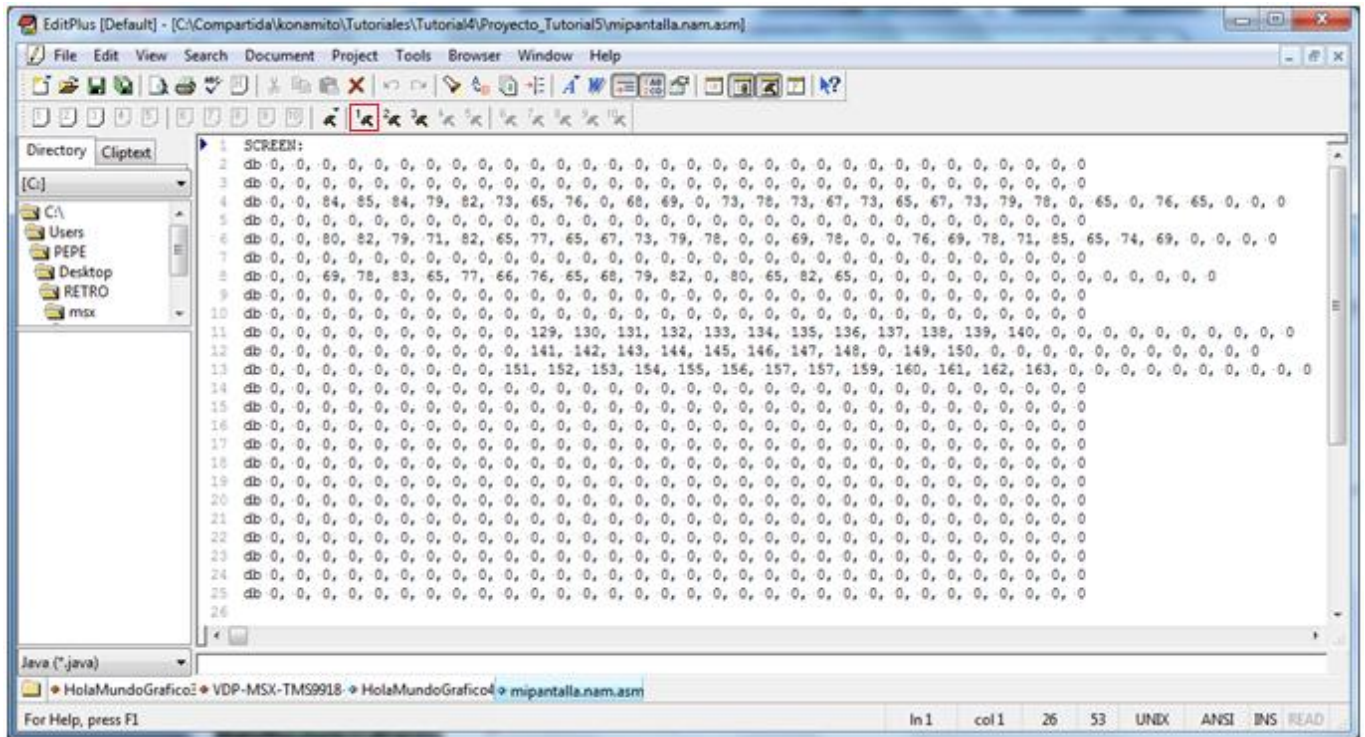 EditPlus [Default] - [C:\Compartida\konamito\Tutoriales\Tutorial4\Proyecto_Tutorial5\mipantalla.nam.asm]
File Edit View Search Document Project Tools Browser Window Help
Directory Cliptext
[C:]
C:\
Users
PEPE
Desktop
RETRO
msx
1 SCREEN:
2 db 0, 0, 0, 0, 0, 0, 0, 0, 0, 0, 0, 0, 0, 0, 0, 0, 0, 0, 0, 0, 0, 0, 0, 0, 0, 0, 0, 0, 0, 0, 0, 0
3 db 0, 0, 0, 0, 0, 0, 0, 0, 0, 0, 0, 0, 0, 0, 0, 0, 0, 0, 0, 0, 0, 0, 0, 0, 0, 0, 0, 0, 0, 0, 0, 0
4 db 0, 0, 84, 85, 84, 79, 82, 73, 65, 76, 0, 68, 69, 0, 73, 78, 73, 67, 73, 65, 67, 73, 79, 78, 0, 65, 0, 76, 65, 0, 0, 0
5 db 0, 0, 0, 0, 0, 0, 0, 0, 0, 0, 0, 0, 0, 0, 0, 0, 0, 0, 0, 0, 0, 0, 0, 0, 0, 0, 0, 0, 0, 0, 0, 0
6 db 0, 0, 80, 82, 79, 71, 82, 65, 77, 65, 67, 73, 79, 78, 0, 0, 69, 78, 0, 0, 76, 69, 78, 71, 85, 65, 74, 69, 0, 0, 0, 0
7 db 0, 0, 0, 0, 0, 0, 0, 0, 0, 0, 0, 0, 0, 0, 0, 0, 0, 0, 0, 0, 0, 0, 0, 0, 0, 0, 0, 0, 0, 0, 0, 0
8 db 0, 0, 69, 78, 83, 65, 77, 66, 76, 65, 68, 79, 82, 0, 80, 65, 82, 65, 0, 0, 0, 0, 0, 0, 0, 0, 0, 0, 0, 0, 0, 0
9 db 0, 0, 0, 0, 0, 0, 0, 0, 0, 0, 0, 0, 0, 0, 0, 0, 0, 0, 0, 0, 0, 0, 0, 0, 0, 0, 0, 0, 0, 0, 0, 0
10 db 0, 0, 0, 0, 0, 0, 0, 0, 0, 0, 0, 0, 0, 0, 0, 0, 0, 0, 0, 0, 0, 0, 0, 0, 0, 0, 0, 0, 0, 0, 0, 0
11 db 0, 0, 0, 0, 0, 0, 0, 0, 0, 0, 129, 130, 131, 132, 133, 134, 135, 136, 137, 138, 139, 140, 0, 0, 0, 0, 0, 0, 0, 0, 0, 0
12 db 0, 0, 0, 0, 0, 0, 0, 0, 0, 0, 141, 142, 143, 144, 145, 146, 147, 148, 0, 149, 150, 0, 0, 0, 0, 0, 0, 0, 0, 0, 0, 0
13 db 0, 0, 0, 0, 0, 0, 0, 0, 0, 151, 152, 153, 154, 155, 156, 157, 157, 159, 160, 161, 162, 163, 0, 0, 0, 0, 0, 0, 0, 0, 0, 0
14 db 0, 0, 0, 0, 0, 0, 0, 0, 0, 0, 0, 0, 0, 0, 0, 0, 0, 0, 0, 0, 0, 0, 0, 0, 0, 0, 0, 0, 0, 0, 0, 0
15 db 0, 0, 0, 0, 0, 0, 0, 0, 0, 0, 0, 0, 0, 0, 0, 0, 0, 0, 0, 0, 0, 0, 0, 0, 0, 0, 0, 0, 0, 0, 0, 0
16 db 0, 0, 0, 0, 0, 0, 0, 0, 0, 0, 0, 0, 0, 0, 0, 0, 0, 0, 0, 0, 0, 0, 0, 0, 0, 0, 0, 0, 0, 0, 0, 0
17 db 0, 0, 0, 0, 0, 0, 0, 0, 0, 0, 0, 0, 0, 0, 0, 0, 0, 0, 0, 0, 0, 0, 0, 0, 0, 0, 0, 0, 0, 0, 0, 0
18 db 0, 0, 0, 0, 0, 0, 0, 0, 0, 0, 0, 0, 0, 0, 0, 0, 0, 0, 0, 0, 0, 0, 0, 0, 0, 0, 0, 0, 0, 0, 0, 0
19 db 0, 0, 0, 0, 0, 0, 0, 0, 0, 0, 0, 0, 0, 0, 0, 0, 0, 0, 0, 0, 0, 0, 0, 0, 0, 0, 0, 0, 0, 0, 0, 0
20 db 0, 0, 0, 0, 0, 0, 0, 0, 0, 0, 0, 0, 0, 0, 0, 0, 0, 0, 0, 0, 0, 0, 0, 0, 0, 0, 0, 0, 0, 0, 0, 0
21 db 0, 0, 0, 0, 0, 0, 0, 0, 0, 0, 0, 0, 0, 0, 0, 0, 0, 0, 0, 0, 0, 0, 0, 0, 0, 0, 0, 0, 0, 0, 0, 0
22 db 0, 0, 0, 0, 0, 0, 0, 0, 0, 0, 0, 0, 0, 0, 0, 0, 0, 0, 0, 0, 0, 0, 0, 0, 0, 0, 0, 0, 0, 0, 0, 0
23 db 0, 0, 0, 0, 0, 0, 0, 0, 0, 0, 0, 0, 0, 0, 0, 0, 0, 0, 0, 0, 0, 0, 0, 0, 0, 0, 0, 0, 0, 0, 0, 0
24 db 0, 0, 0, 0, 0, 0, 0, 0, 0, 0, 0, 0, 0, 0, 0, 0, 0, 0, 0, 0, 0, 0, 0, 0, 0, 0, 0, 0, 0, 0, 0, 0
25 db 0, 0, 0, 0, 0, 0, 0, 0, 0, 0, 0, 0, 0, 0, 0, 0, 0, 0, 0, 0, 0, 0, 0, 0, 0, 0, 0, 0, 0, 0, 0, 0
26
Java (*.java)
HolaMundoGrafico3 VDP-MSX-TMS9918- HolaMundoGrafico4 mipantalla.nam.asm
For Help, press F1 ln 1 col 1 26 53 UNIX ANSI INS READ